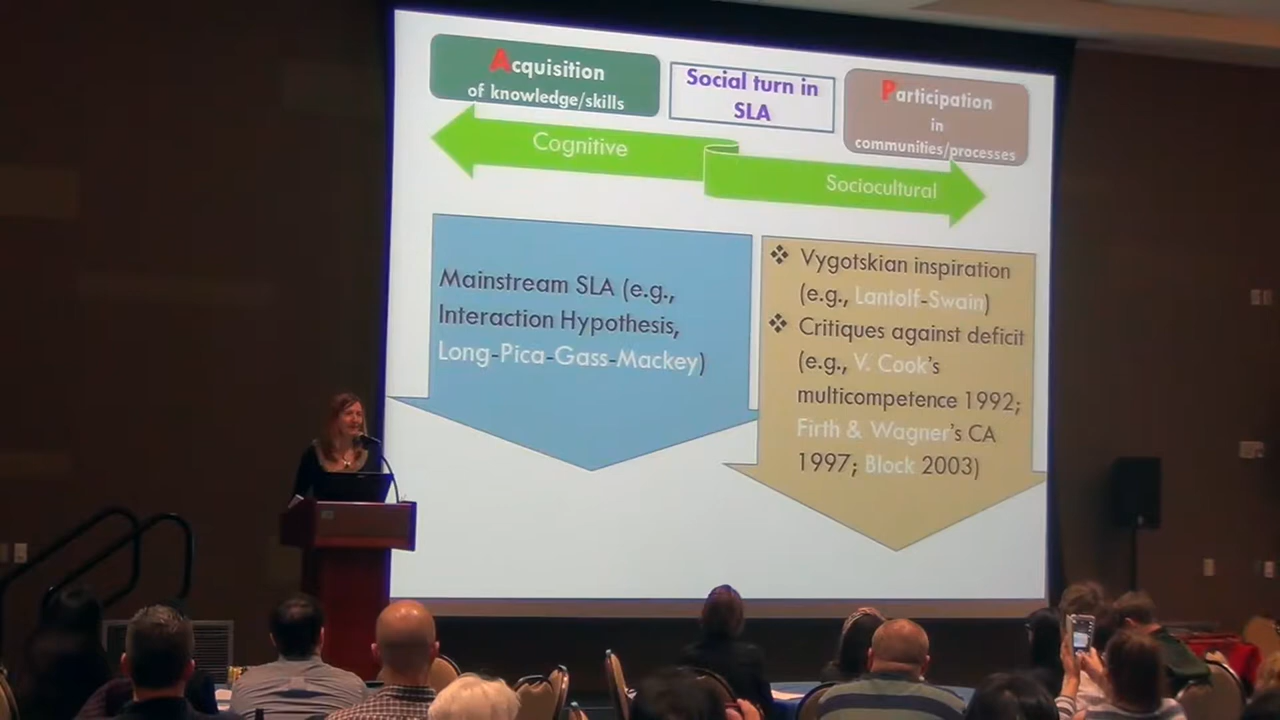 Acquisition
of knowledge/skills
Social turn in
SLA
Participation
in
communities/processes
Cognitive
Sociocultural
Mainstream SLA (e.g.,
Interaction Hypothesis,
Long-Pica-Gass-Mackey)
❖ Vygotskian inspiration
(e.g., Lantolf-Swain)
❖ Critiques against deficit
(e.g., V. Cook's
multicompetence 1992;
Firth & Wagner's CA
1997; Block 2003)